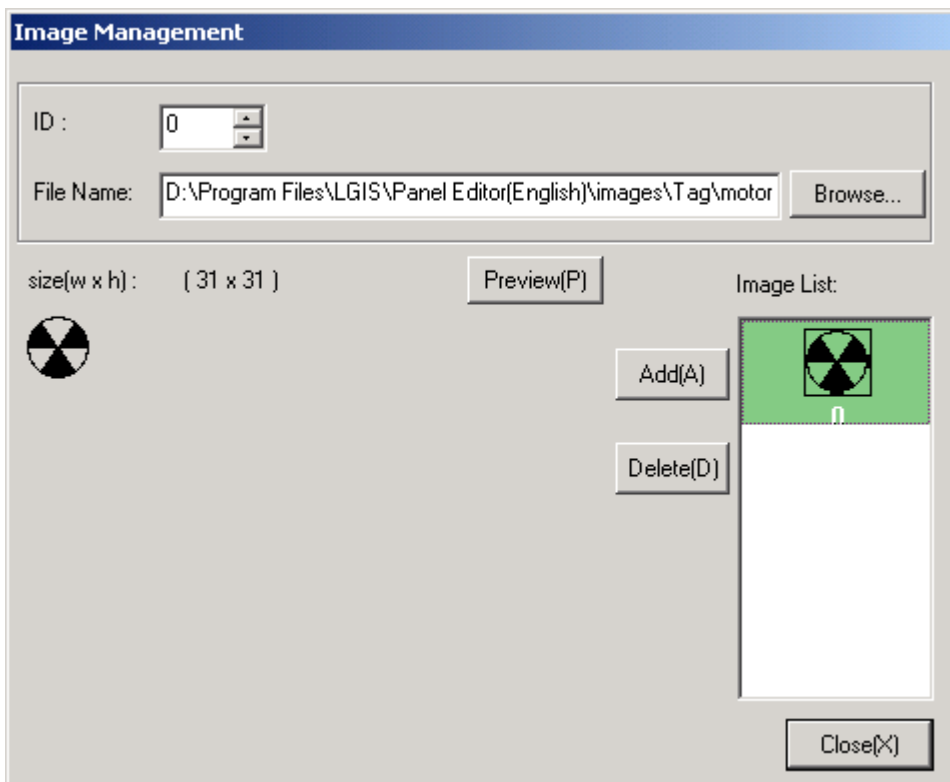 Image Management
ID : 0
File Name: D:\Program Files\LGIS\Panel Editor(English)\images\Tag\motor Browse...
size(w x h) : ( 31 x 31 ) Preview(P) Image List:
Add(A)
0
Delete(D)
Close(X)